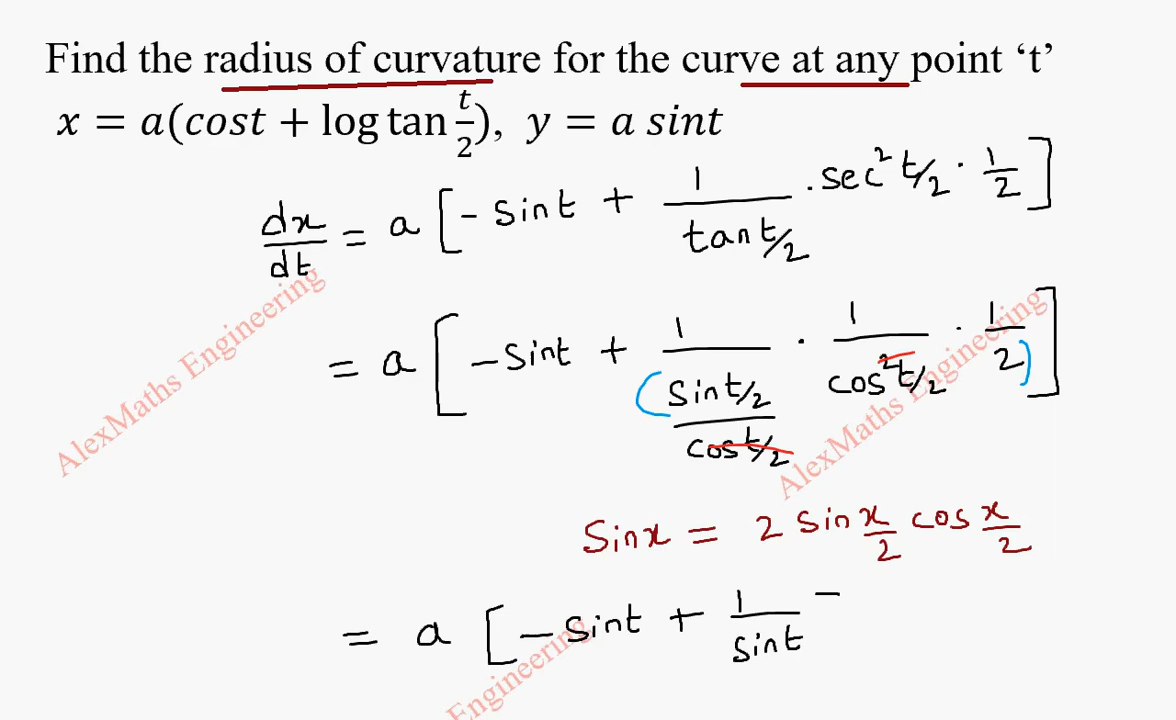 Find the radius of curvature for the curve at any point ‘t’
x = a(cost + log tan t/2), y = a sint
dx/dt = a [ - sint + 1/tan t/2 . sec² t/2 . 1/2 ]
= a [ - sint + 1/((sin t/2)/(cos t/2)) . 1/cos² t/2 . 1/2 ]
AlexMaths Engineering
AlexMaths Engineering
Sinx = 2 sin x/2 cos x/2
= a [ - sint + 1/sint
Engineering